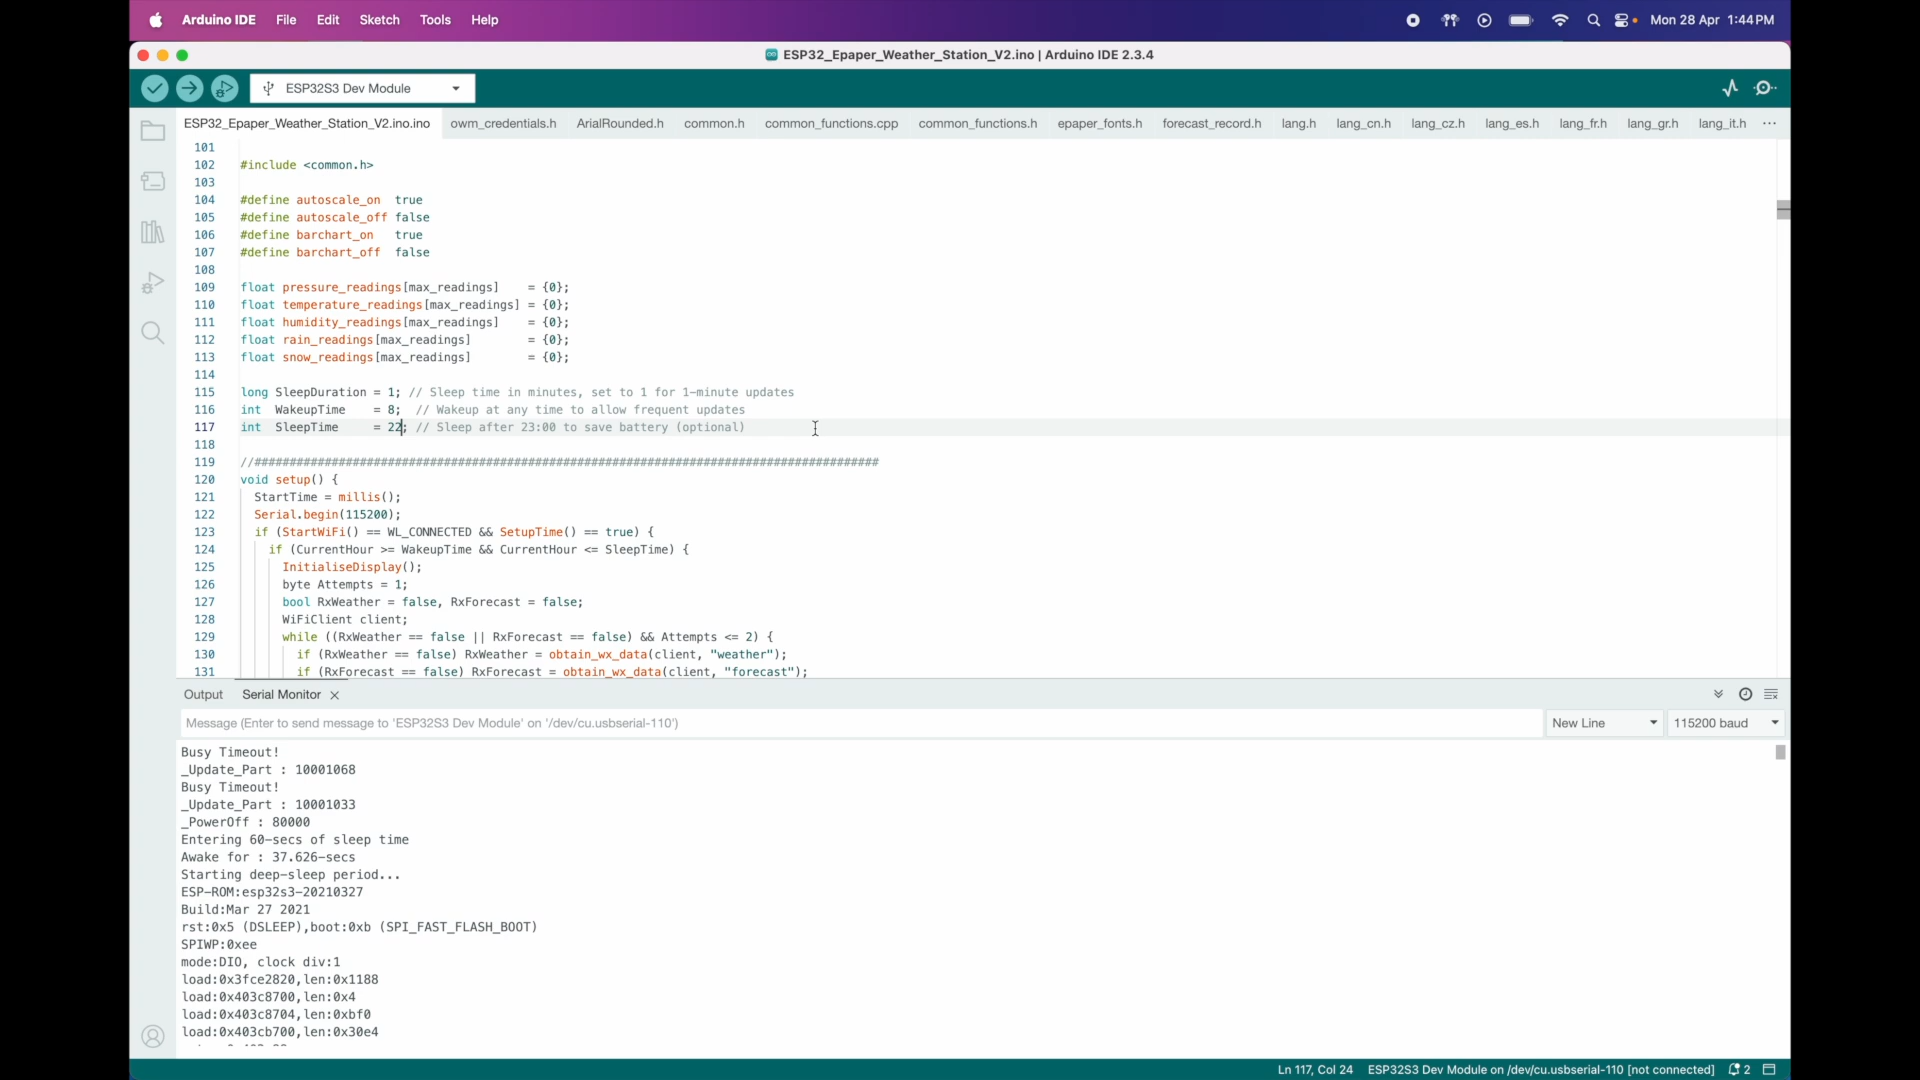 Arduino IDE File Edit Sketch Tools Help Mon 28 Apr 1:44 PM
ESP32_Epaper_Weather_Station_V2.ino | Arduino IDE 2.3.4
ESP32S3 Dev Module
ESP32_Epaper_Weather_Station_V2.ino.ino owm_credentials.h ArialRounded.h common.h common_functions.cpp common_functions.h epaper_fonts.h forecast_record.h lang.h lang_cn.h lang_cz.h lang_es.h lang_fr.h lang_gr.h lang_it.h ...
101
102 #include <common.h>
103
104 #define autoscale_on  true
105 #define autoscale_off false
106 #define barchart_on   true
107 #define barchart_off  false
108
109 float pressure_readings[max_readings]    = {0};
110 float temperature_readings[max_readings] = {0};
111 float humidity_readings[max_readings]    = {0};
112 float rain_readings[max_readings]        = {0};
113 float snow_readings[max_readings]        = {0};
114
115 long SleepDuration = 1; // Sleep time in minutes, set to 1 for 1-minute updates
116 int  WakeupTime    = 8;  // Wakeup at any time to allow frequent updates
117 int  SleepTime     = 22; // Sleep after 23:00 to save battery (optional)
118
119 //#########################################################################################
120 void setup() {
121   StartTime = millis();
122   Serial.begin(115200);
123   if (StartWiFi() == WL_CONNECTED && SetupTime() == true) {
124     if (CurrentHour >= WakeupTime && CurrentHour <= SleepTime) {
125       InitialiseDisplay();
126       byte Attempts = 1;
127       bool RxWeather = false, RxForecast = false;
128       WiFiClient client;
129       while ((RxWeather == false || RxForecast == false) && Attempts <= 2) {
130         if (RxWeather == false) RxWeather = obtain_wx_data(client, "weather");
131         if (RxForecast == false) RxForecast = obtain_wx_data(client, "forecast");
Output Serial Monitor
Message (Enter to send message to 'ESP32S3 Dev Module' on '/dev/cu.usbserial-110') New Line 115200 baud
Busy Timeout!
_Update_Part : 10001068
Busy Timeout!
_Update_Part : 10001033
_PowerOff : 80000
Entering 60-secs of sleep time
Awake for : 37.626-secs
Starting deep-sleep period...
ESP-ROM:esp32s3-20210327
Build:Mar 27 2021
rst:0x5 (DSLEEP),boot:0xb (SPI_FAST_FLASH_BOOT)
SPIWP:0xee
mode:DIO, clock div:1
load:0x3fce2820,len:0x1188
load:0x403c8700,len:0x4
load:0x403c8704,len:0xbf0
load:0x403cb700,len:0x30e4
Ln 117, Col 24 ESP32S3 Dev Module on /dev/cu.usbserial-110 [not connected] 2